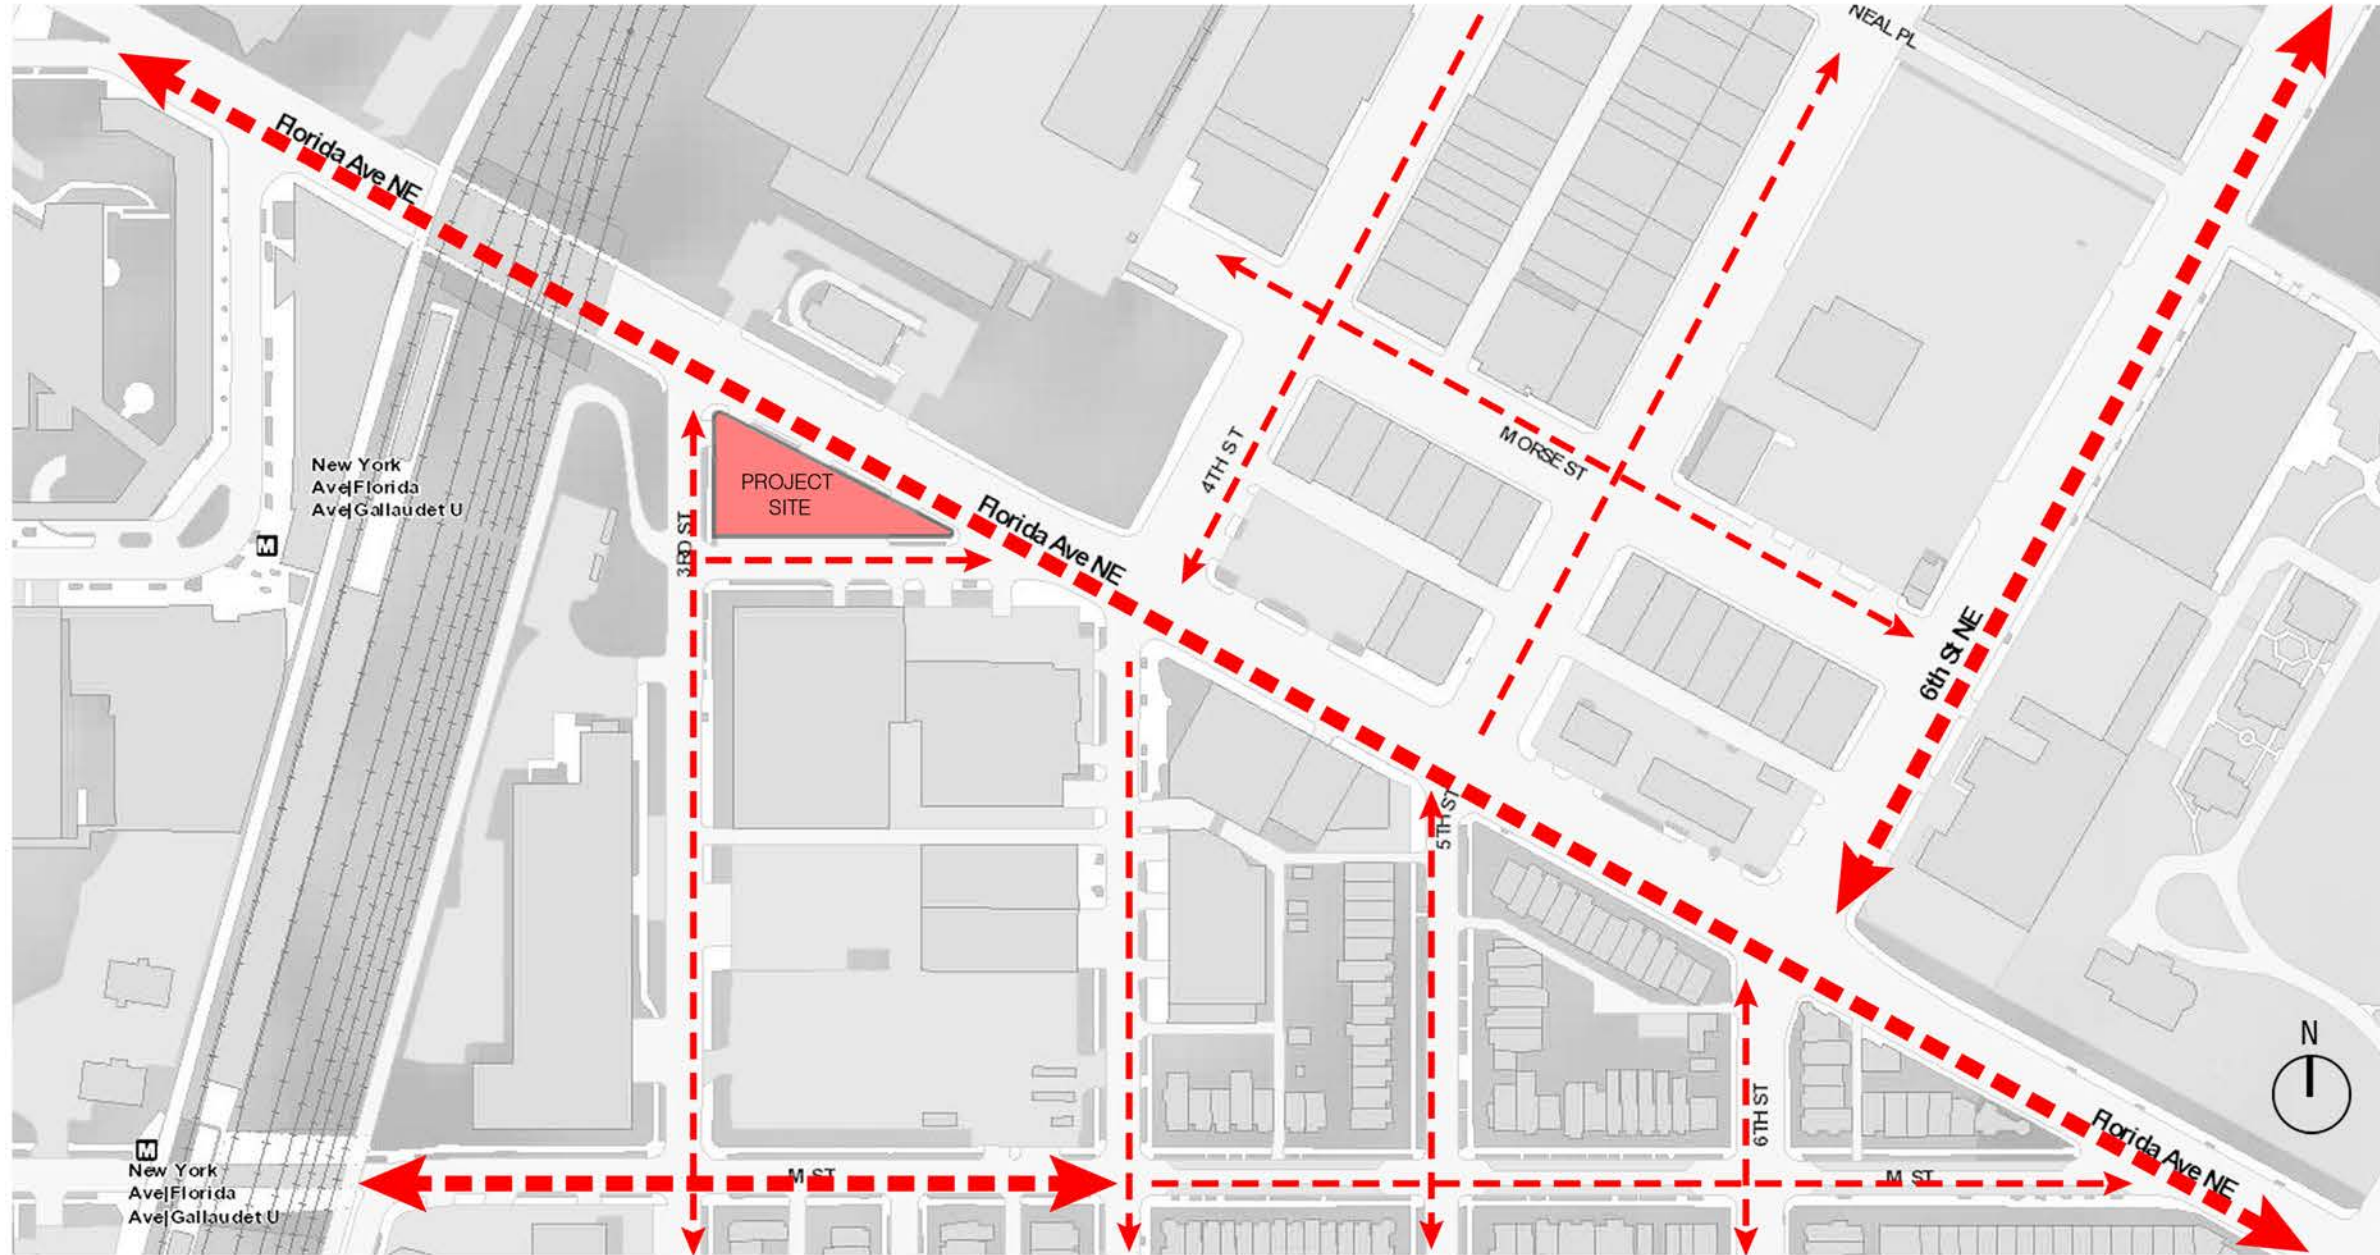 NEAL PL
Florida Ave NE
New York
Ave|Florida
Ave|Gallaudet U
M
PROJECT
SITE
3RD ST
Florida Ave NE
4TH ST
MORSE ST
6th St NE
5TH ST
6TH ST
N
M
New York
Ave|Florida
Ave|Gallaudet U
M ST
M ST
Florida Ave NE